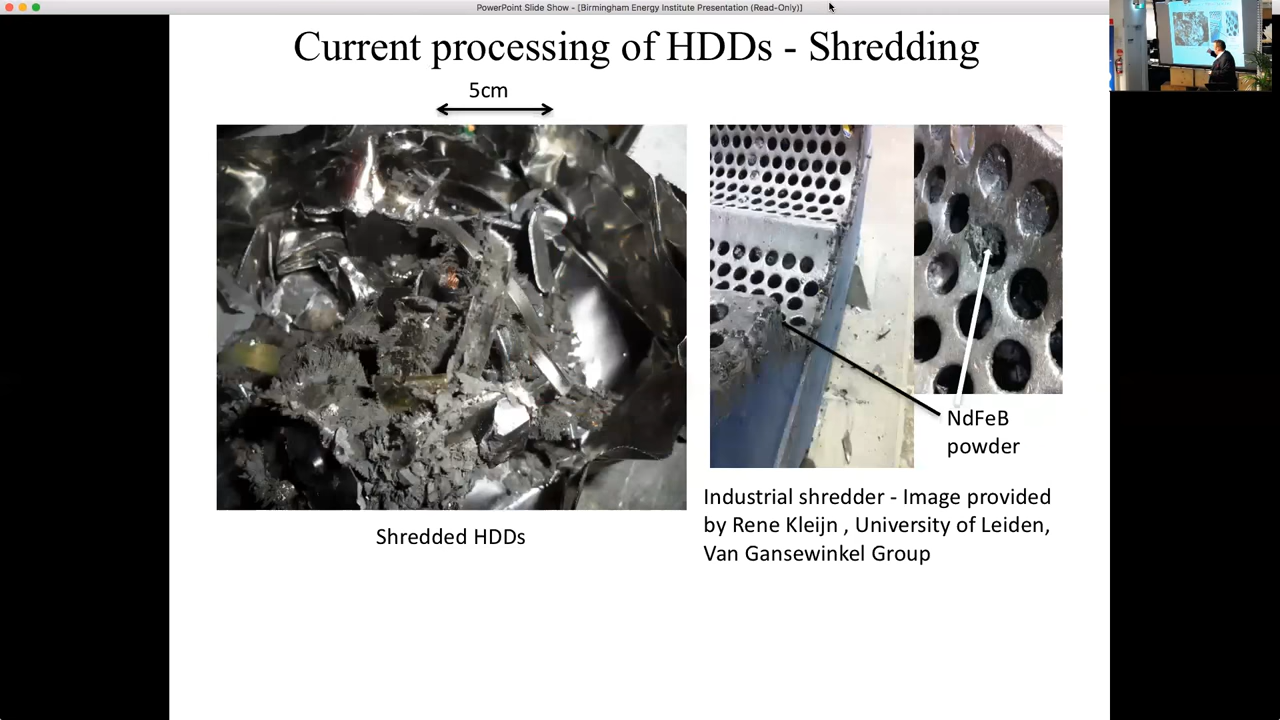 PowerPoint Slide Show - [Birmingham Energy Institute Presentation (Read-Only)]
Current processing of HDDs - Shredding
5cm
NdFeB
powder
Shredded HDDs
Industrial shredder - Image provided
by Rene Kleijn , University of Leiden,
Van Gansewinkel Group